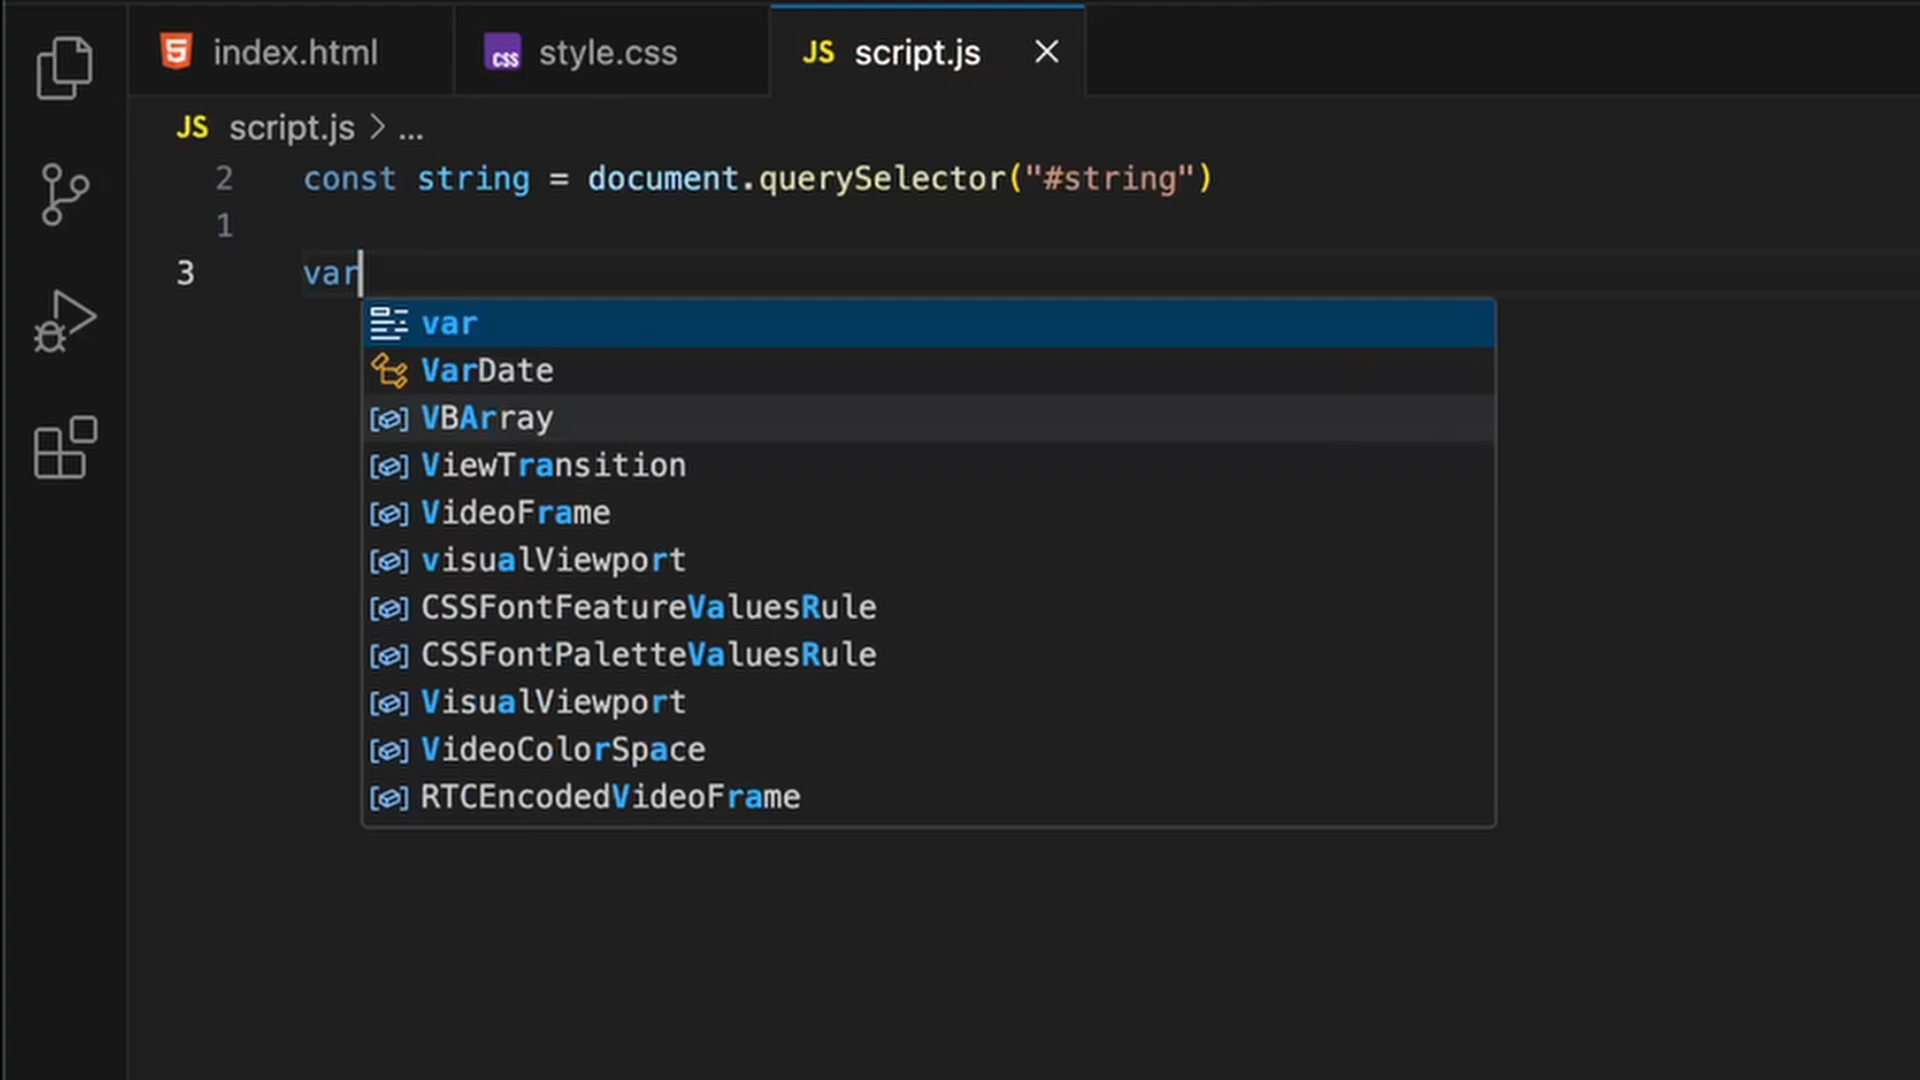 index.html
style.css
JS script.js
JS script.js > ...
2 const string = document.querySelector("#string")
1
3 var
var
VarDate
VBArray
ViewTransition
VideoFrame
visualViewport
CSSFontFeatureValuesRule
CSSFontPaletteValuesRule
VisualViewport
VideoColorSpace
RTCEncodedVideoFrame